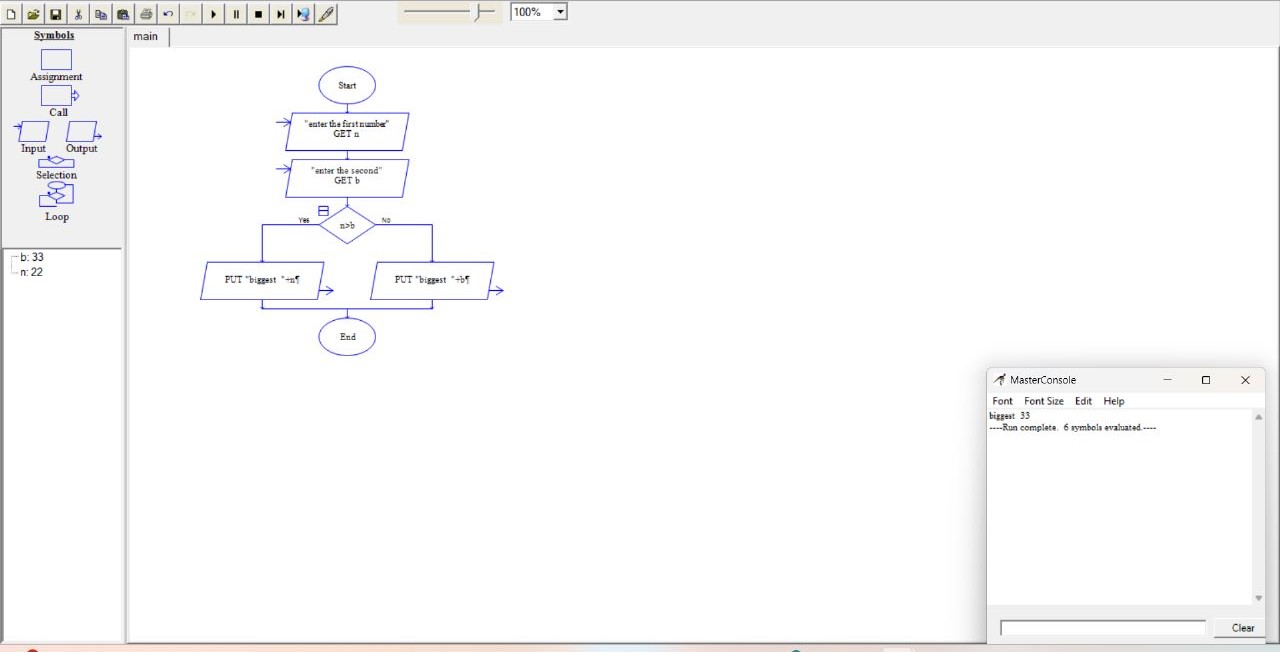 100%
Symbols
main
Assignment
Call
Input Output
Selection
Loop
b: 33
n: 22
Start
"enter the first number"
GET n
"enter the second"
GET b
Yes n>b No
PUT "biggest "+n¶ PUT "biggest "+b¶
End
MasterConsole
Font Font Size Edit Help
biggest 33
----Run complete. 6 symbols evaluated.----
Clear